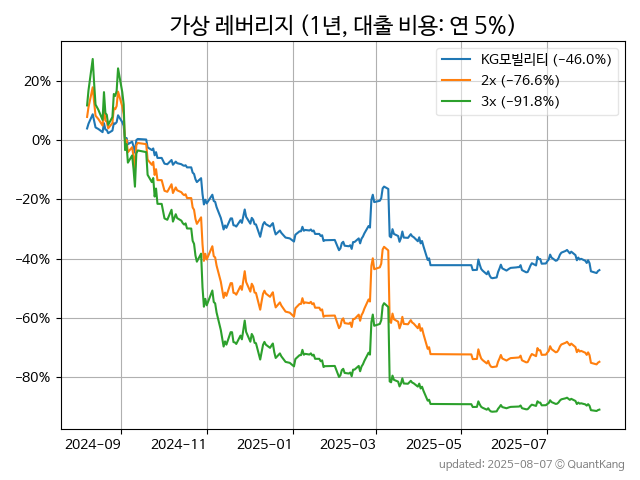 가상 레버리지 (1년, 대출 비용: 연 5%)
KG모빌리티 (−46.0%)
2x (−76.6%)
3x (−91.8%)
20%
0%
−20%
−40%
−60%
−80%
2024-09 2024-11 2025-01 2025-03 2025-05 2025-07
updated: 2025-08-07 © QuantKang